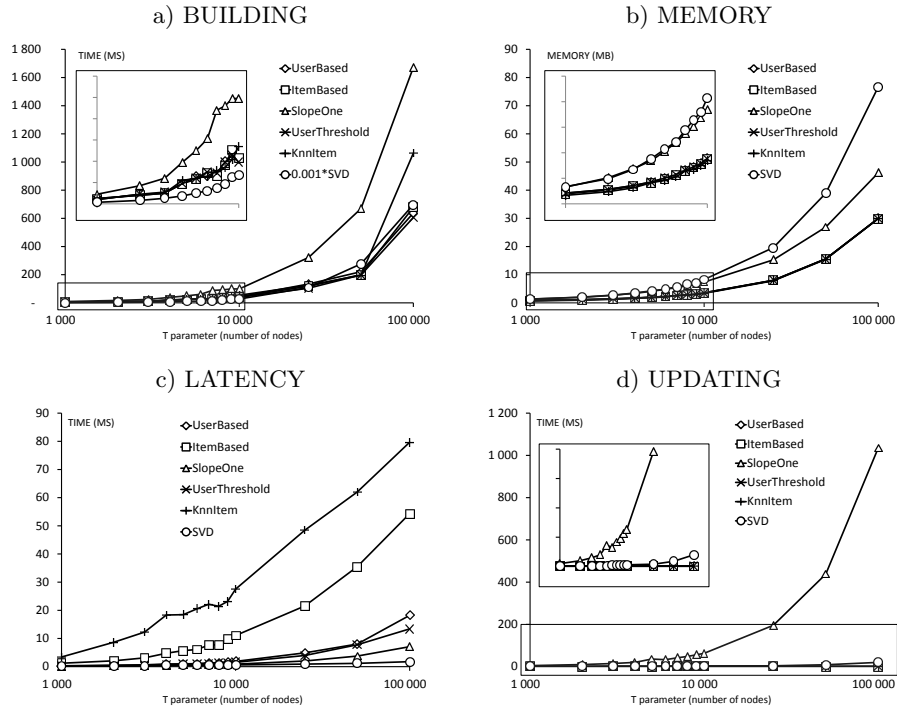 a) BUILDING
TIME (MS)
1 800
1 600
1 400
1 200
1 000
800
600
400
200
-
UserBased
ItemBased
SlopeOne
UserThreshold
KnnItem
0.001*SVD
1 000
10 000
100 000
T parameter (number of nodes)
b) MEMORY
MEMORY (MB)
90
80
70
60
50
40
30
20
10
0
UserBased
ItemBased
SlopeOne
UserThreshold
KnnItem
SVD
1 000
10 000
100 000
T parameter (number of nodes)
c) LATENCY
TIME (MS)
90
80
70
60
50
40
30
20
10
0
UserBased
ItemBased
SlopeOne
UserThreshold
KnnItem
SVD
1 000
10 000
100 000
T parameter (number of nodes)
d) UPDATING
TIME (MS)
1 200
1 000
800
600
400
200
0
UserBased
ItemBased
SlopeOne
UserThreshold
KnnItem
SVD
1 000
10 000
100 000
T parameter (number of nodes)